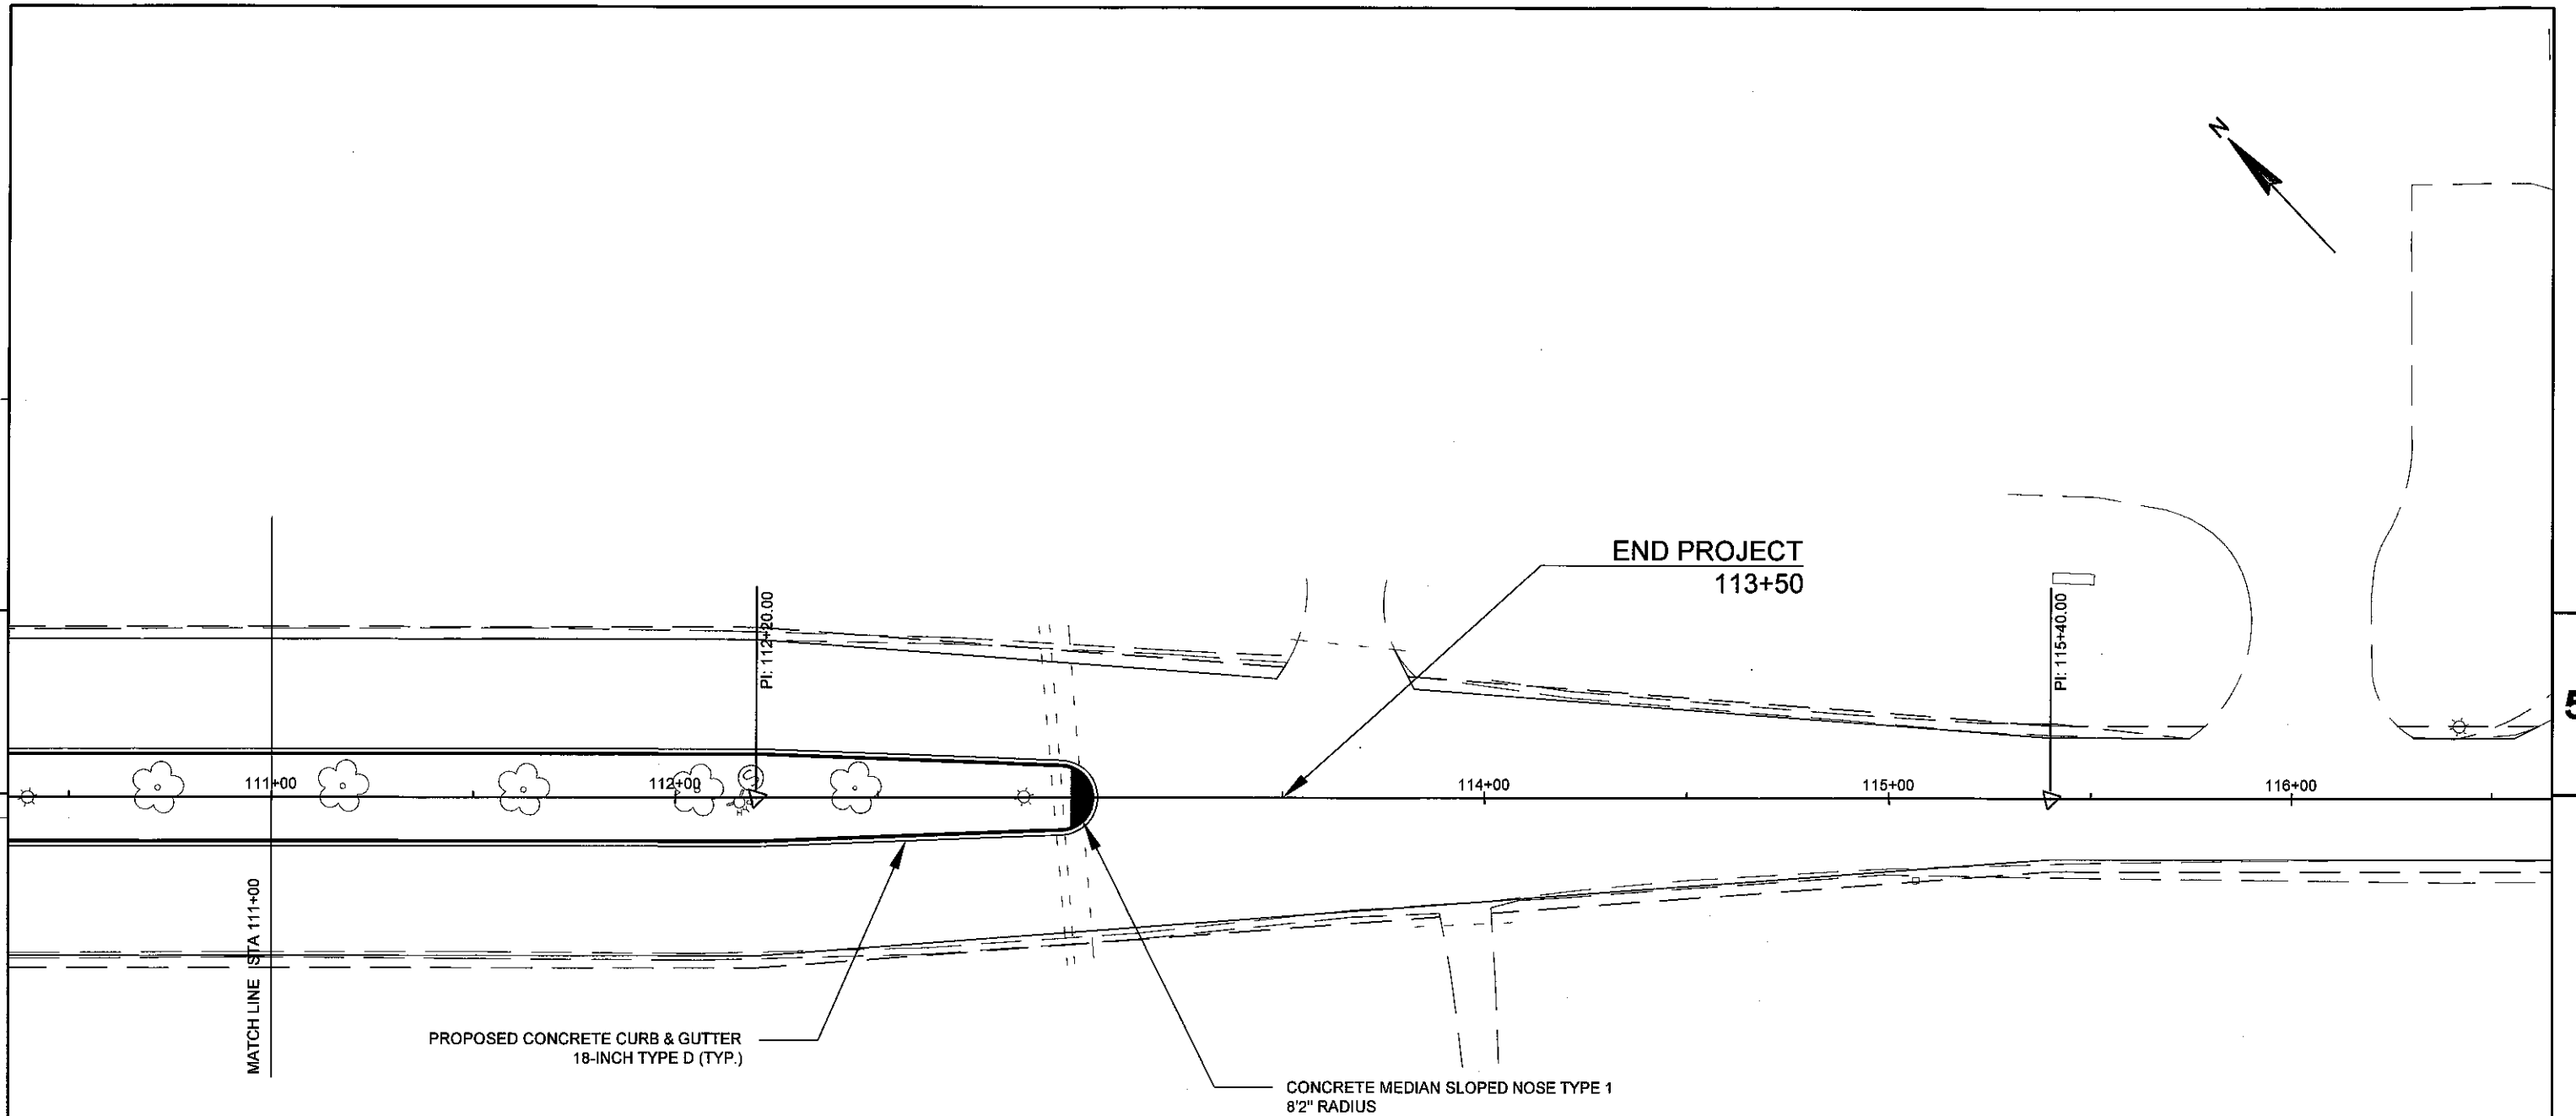 N
END PROJECT
113+50
PI: 112+20.00
PI: 115+40.00
5
111+00
112+00
114+00
115+00
116+00
MATCH LINE STA 111+00
PROPOSED CONCRETE CURB & GUTTER
18-INCH TYPE D (TYP.)
CONCRETE MEDIAN SLOPED NOSE TYPE 1
8'2" RADIUS